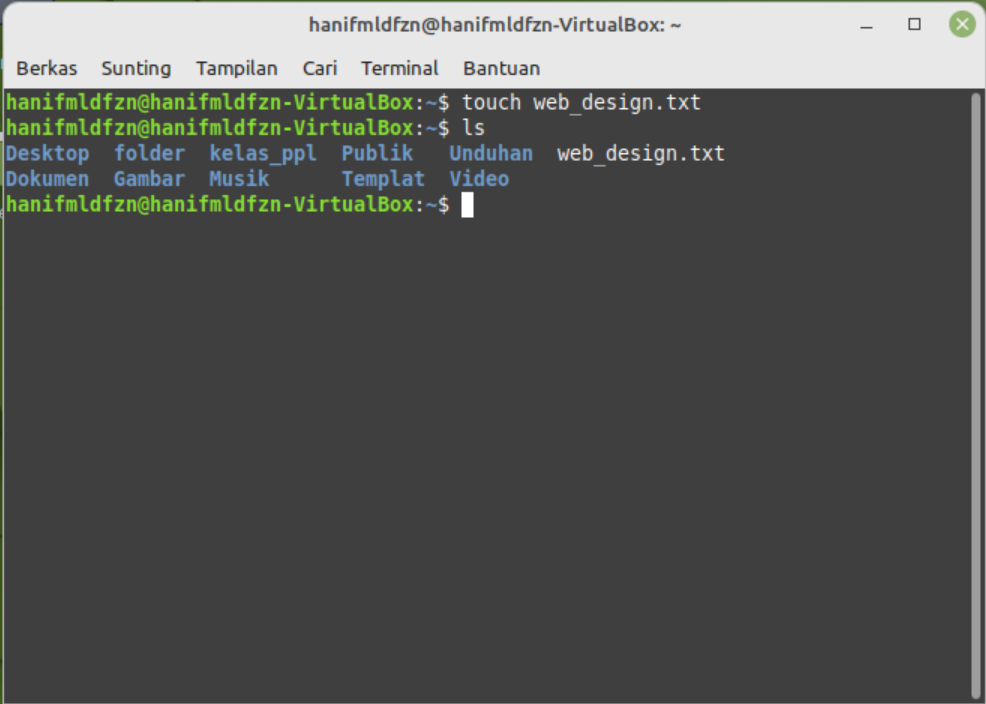 hanifmldfzn@hanifmldfzn-VirtualBox: ~
Berkas Sunting Tampilan Cari Terminal Bantuan
hanifmldfzn@hanifmldfzn-VirtualBox:~$ touch web_design.txt
hanifmldfzn@hanifmldfzn-VirtualBox:~$ ls
Desktop folder kelas_ppl Publik Unduhan web_design.txt
Dokumen Gambar Musik Templat Video
hanifmldfzn@hanifmldfzn-VirtualBox:~$